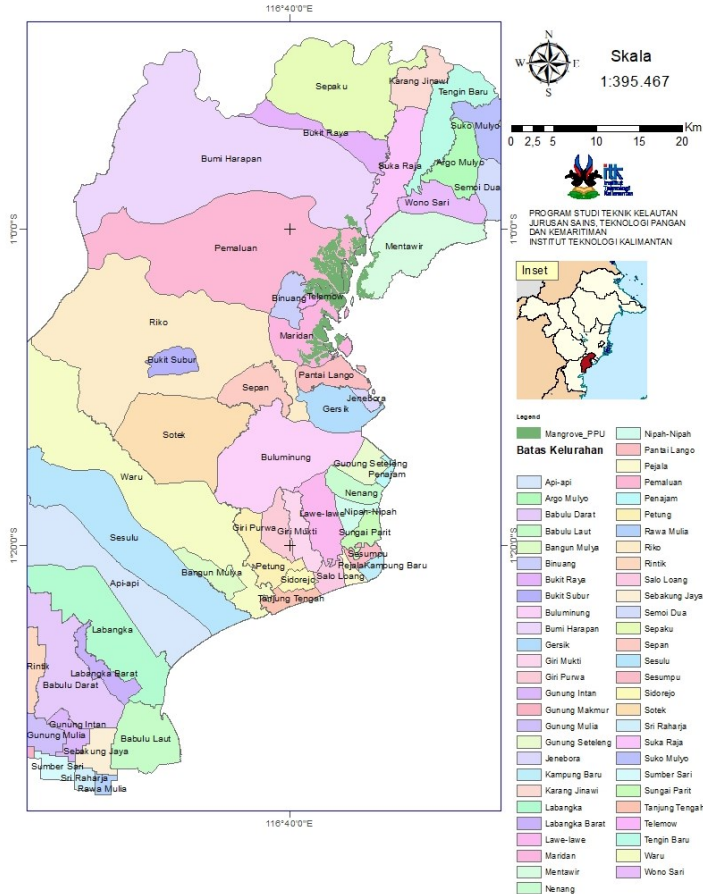 116°40'0"E
Sepaku
Karang Jinawi
Tengin Baru
Bukit Raya
Suko Mulyo
Bumi Harapan
Suka Raja
Argo Mulyo
Semoi Dua
Wono Sari
1°0'0"S
1°0'0"S
Pemaluan
Mentawir
Binuang
Telemow
Riko
Maridan
Bukit Subur
Pantai Lango
Sepan
Jenebora
Gersik
Sotek
Buluminung
Gunung Seteleng
Penajam
Waru
Nenang
Lawe-lawe
Nipah-Nipah
Giri Purwa
Giri Mukti
Sungai Parit
Sesulu
1°20'0"S
1°20'0"S
Sesumpu
Petung
Pejala
Kampung Baru
Bangun Mulya
Salo Loang
Sidorejo
Api-api
Tanjung Tengah
Labangka
Rintik
Labangka Barat
Babulu Darat
Gunung Intan
Gunung Mulia
Babulu Laut
Sebakung Jaya
Sumber Sari
Sri Raharja
Rawa Mulia
116°40'0"E
N
W
E
S
Skala
1:395.467
0 2,5 5 10 15 20 Km
itk
Institut
Teknologi
Kalimantan
PROGRAM STUDI TEKNIK KELAUTAN
JURUSAN SAINS, TEKNOLOGI PANGAN
DAN KEMARITIMAN
INSTITUT TEKNOLOGI KALIMANTAN
Inset
Legend
Mangrove_PPU
Batas Kelurahan
Api-api
Argo Mulyo
Babulu Darat
Babulu Laut
Bangun Mulya
Binuang
Bukit Raya
Bukit Subur
Buluminung
Bumi Harapan
Gersik
Giri Mukti
Giri Purwa
Gunung Intan
Gunung Makmur
Gunung Mulia
Gunung Seteleng
Jenebora
Kampung Baru
Karang Jinawi
Labangka
Labangka Barat
Lawe-lawe
Maridan
Mentawir
Nenang
Nipah-Nipah
Pantai Lango
Pejala
Pemaluan
Penajam
Petung
Rawa Mulia
Riko
Rintik
Salo Loang
Sebakung Jaya
Semoi Dua
Sepaku
Sepan
Sesulu
Sesumpu
Sidorejo
Sotek
Sri Raharja
Suka Raja
Suko Mulyo
Sumber Sari
Sungai Parit
Tanjung Tengah
Telemow
Tengin Baru
Waru
Wono Sari